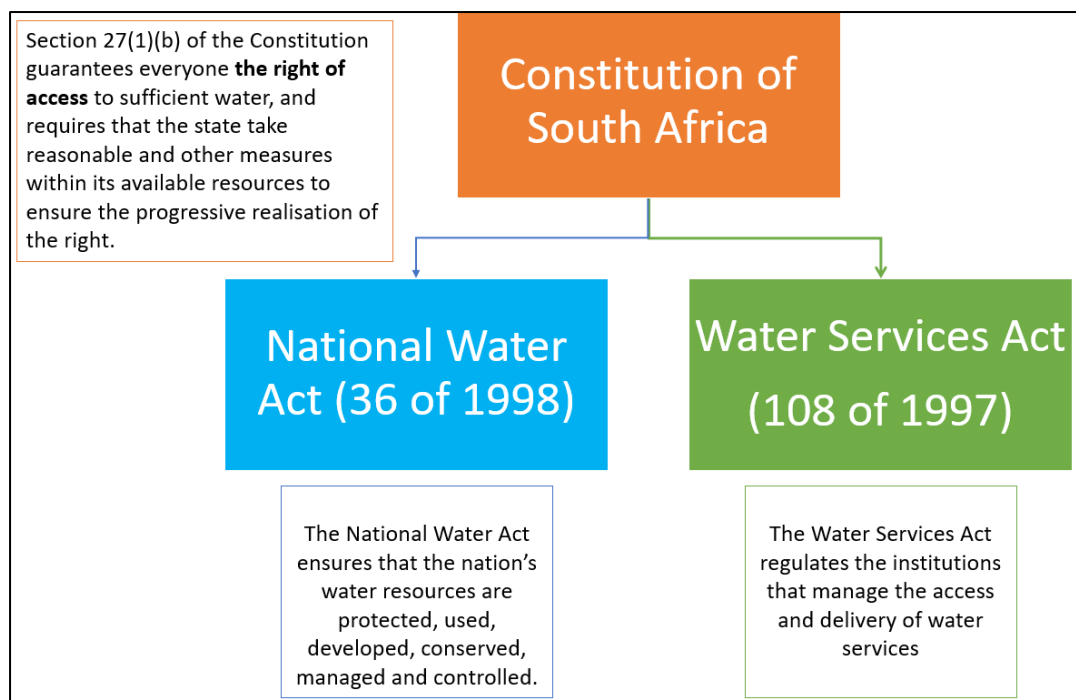 Section 27(1)(b) of the Constitution
guarantees everyone the right of
access to sufficient water, and
requires that the state take
reasonable and other measures
within its available resources to
ensure the progressive realisation of
the right.
Constitution of
South Africa
National Water
Act (36 of 1998)
Water Services Act
(108 of 1997)
The National Water Act
ensures that the nation’s
water resources are
protected, used,
developed, conserved,
managed and controlled.
The Water Services Act
regulates the institutions
that manage the access
and delivery of water
services